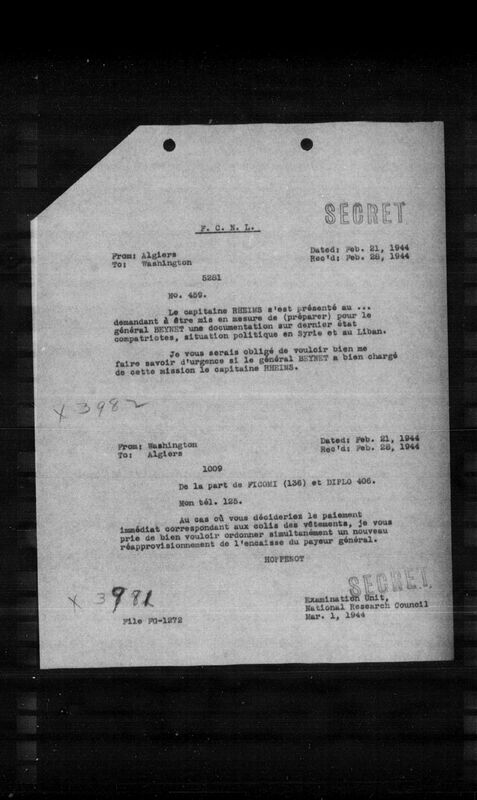 SECRET
F. C. N. L.
From: Algiers
To: Washington
Dated: Feb. 21, 1944
Rec'd: Feb. 28, 1944
5281
No. 459.
Le capitaine RHEIMS s'est présenté au ...
demandant à être mis en mesure de (préparer) pour le
général BEYNET une documentation sur dernier état
compatriotes, situation politique en Syrie et au Liban.
Je vous serais obligé de vouloir bien me
faire savoir d'urgence si le général BEYNET a bien chargé
de cette mission le capitaine RHEIMS.
X 3982
From: Washington
To: Algiers
Dated: Feb. 21, 1944
Rec'd: Feb. 28, 1944
1009
De la part de FICOMI (136) et DIPLO 406.
Mon tél. 125.
Au cas où vous décideriez le paiement
immédiat correspondant aux colis des vêtements, je vous
prie de bien vouloir ordonner simultanément un nouveau
réapprovisionnement de l'encaisse du payeur général.
HOPPENOT
SECRET
X 3981
Examination Unit,
National Research Council
Mar. 1, 1944
File FG-1272